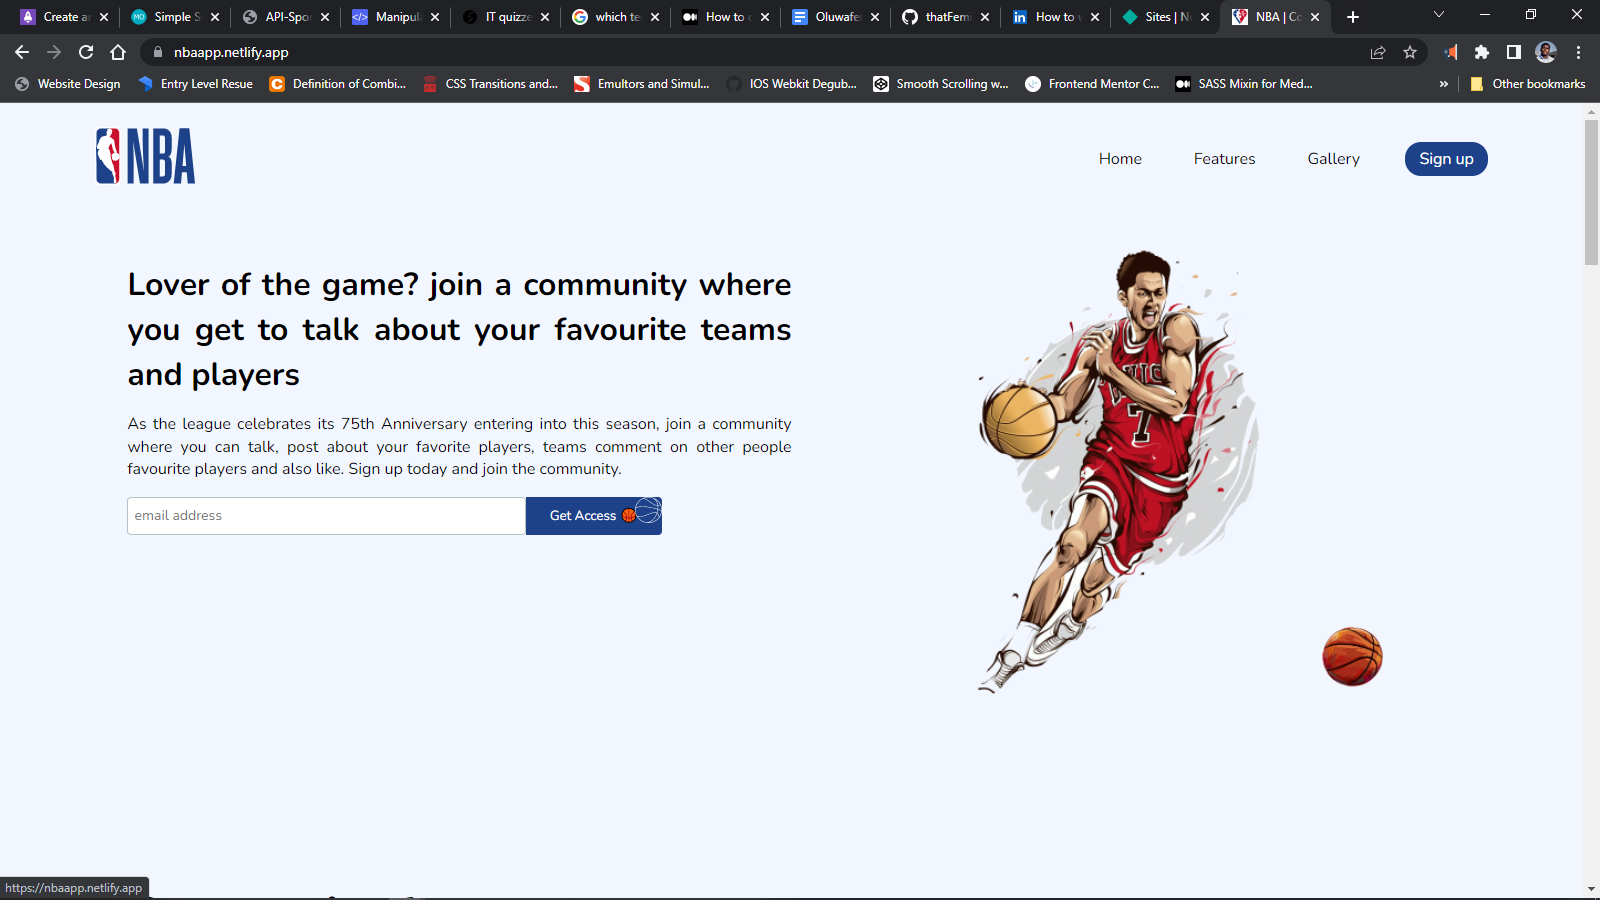 Create ar
MO Simple S
API-Spor
Manipul
IT quizze
which te
How to c
Oluwafe
thatFemi
in How to v
Sites | N
NBA | Co
nbaapp.netlify.app
Website Design
Entry Level Resue
C Definition of Combi...
CSS Transitions and...
S Emultors and Simul...
IOS Webkit Degub...
Smooth Scrolling w...
Frontend Mentor C...
SASS Mixin for Med...
»
Other bookmarks
NBA
Home
Features
Gallery
Sign up
Lover of the game? join a community where
you get to talk about your favourite teams
and players
As the league celebrates its 75th Anniversary entering into this season, join a community
where you can talk, post about your favorite players, teams comment on other people
favourite players and also like. Sign up today and join the community.
email address
Get Access
7
https://nbaapp.netlify.app